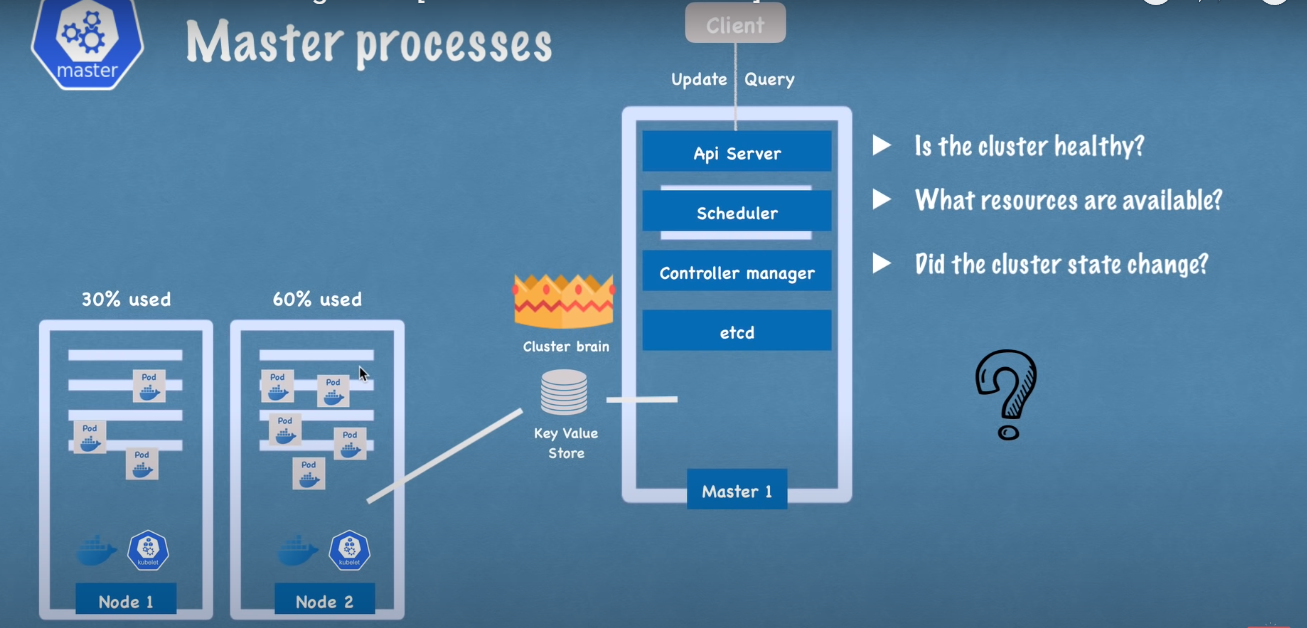 master
Master processes
Client
Update
Query
Api Server
Scheduler
Controller manager
etcd
Master 1
Is the cluster healthy?
What resources are available?
Did the cluster state change?
?
Cluster brain
Key Value
Store
30% used
60% used
Pod
Pod
Pod
Pod
Pod
Pod
Pod
Pod
kubelet
kubelet
Node 1
Node 2